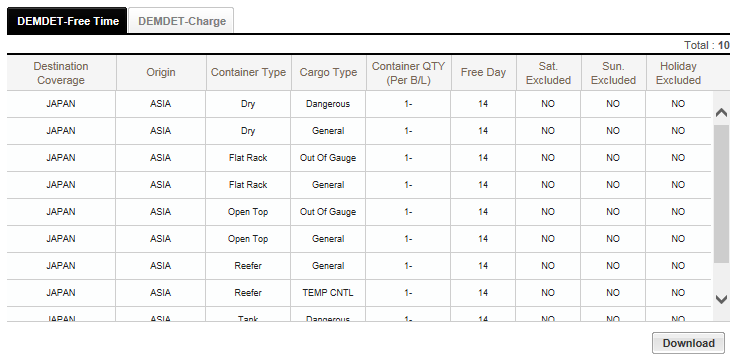 DEMDET-Free Time DEMDET-Charge
Total : 10
Destination Coverage Origin Container Type Cargo Type Container QTY (Per B/L) Free Day Sat. Excluded Sun. Excluded Holiday Excluded
JAPAN ASIA Dry Dangerous 1- 14 NO NO NO
JAPAN ASIA Dry General 1- 14 NO NO NO
JAPAN ASIA Flat Rack Out Of Gauge 1- 14 NO NO NO
JAPAN ASIA Flat Rack General 1- 14 NO NO NO
JAPAN ASIA Open Top Out Of Gauge 1- 14 NO NO NO
JAPAN ASIA Open Top General 1- 14 NO NO NO
JAPAN ASIA Reefer General 1- 14 NO NO NO
JAPAN ASIA Reefer TEMP CNTL 1- 14 NO NO NO
JAPAN ASIA Tank Dangerous 1- 14 NO NO NO
Download